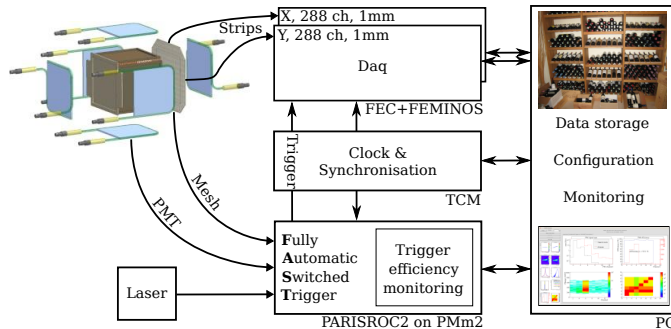 X, 288 ch, 1mm
Strips
Y, 288 ch, 1mm
Daq
FEC+FEMINOS
Data storage
Trigger
Clock &
Synchronisation
Configuration
TCM
Monitoring
Mesh
PMT
Fully
Automatic
Switched
Trigger
Trigger
efficiency
monitoring
Laser
PARISROC2 on PMm2
PC